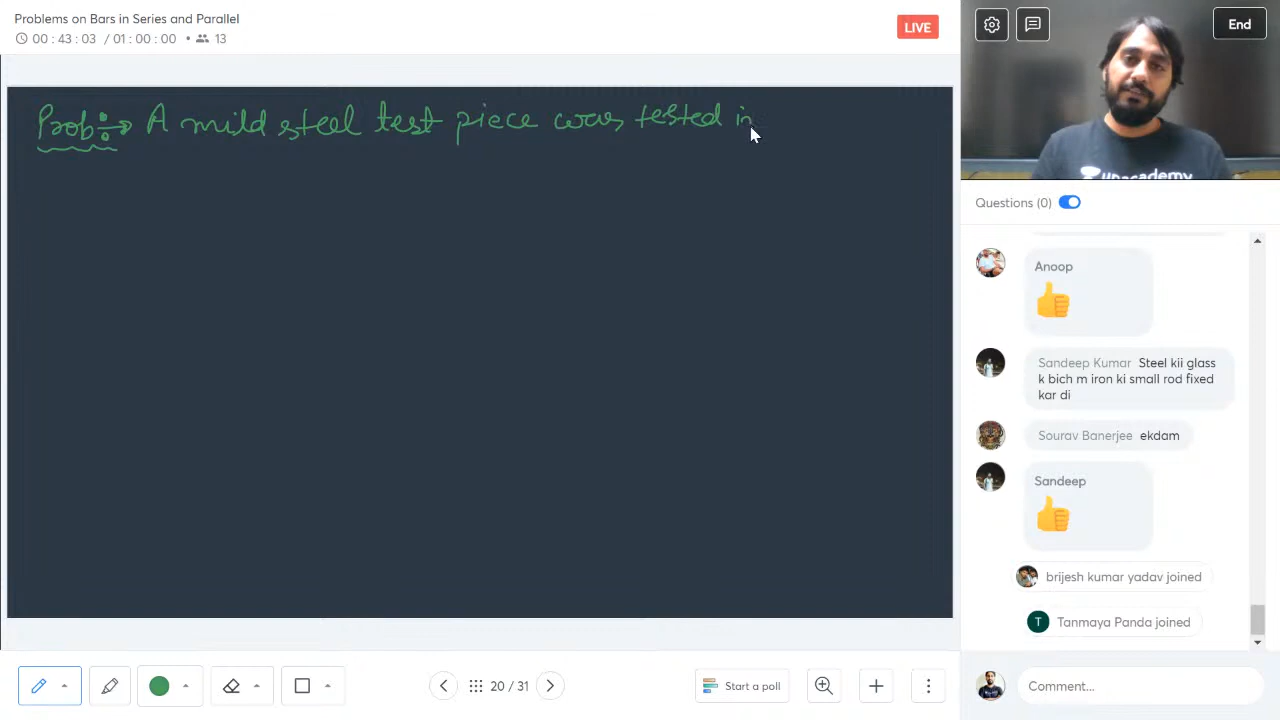 Problems on Bars in Series and Parallel
00 : 43 : 03 / 01 : 00 : 00 • 13
LIVE
End
Prob:→ A mild steel test piece was tested in
unacademy
Questions (0)
Anoop
Sandeep Kumar Steel kii glass
k bich m iron ki small rod fixed
kar di
Sourav Banerjee ekdam
Sandeep
brijesh kumar yadav joined
T Tanmaya Panda joined
20 / 31
Start a poll
Comment...